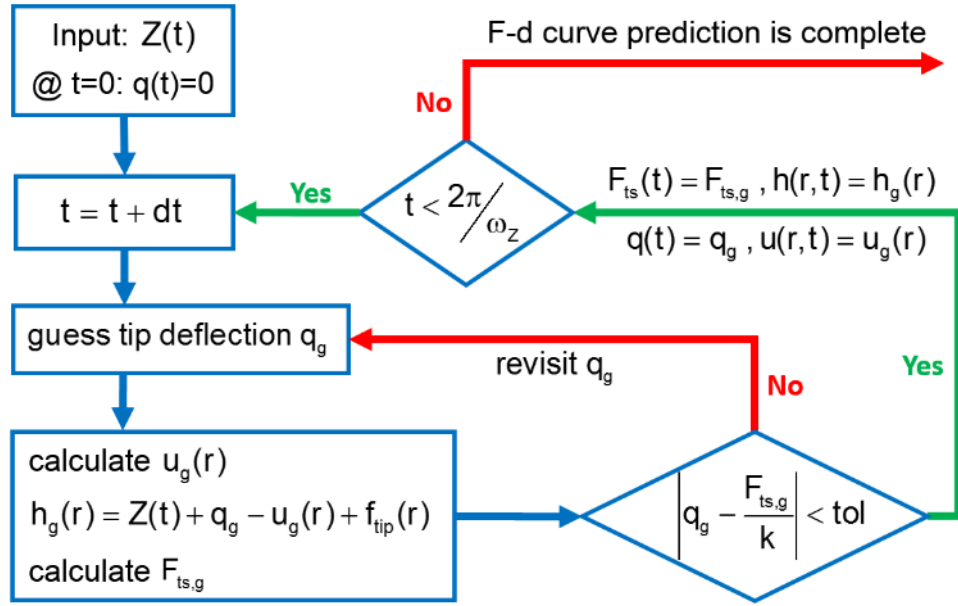 Input: Z(t)
@ t=0: q(t)=0
t = t + dt
guess tip deflection q_g
calculate u_g(r)
h_g(r) = Z(t) + q_g − u_g(r) + f_tip(r)
calculate F_ts,g
|q_g − F_ts,g/k| < tol
No
revisit q_g
Yes
F_ts(t) = F_ts,g , h(r,t) = h_g(r)
q(t) = q_g , u(r,t) = u_g(r)
t < 2π/ω_Z
Yes
No
F-d curve prediction is complete